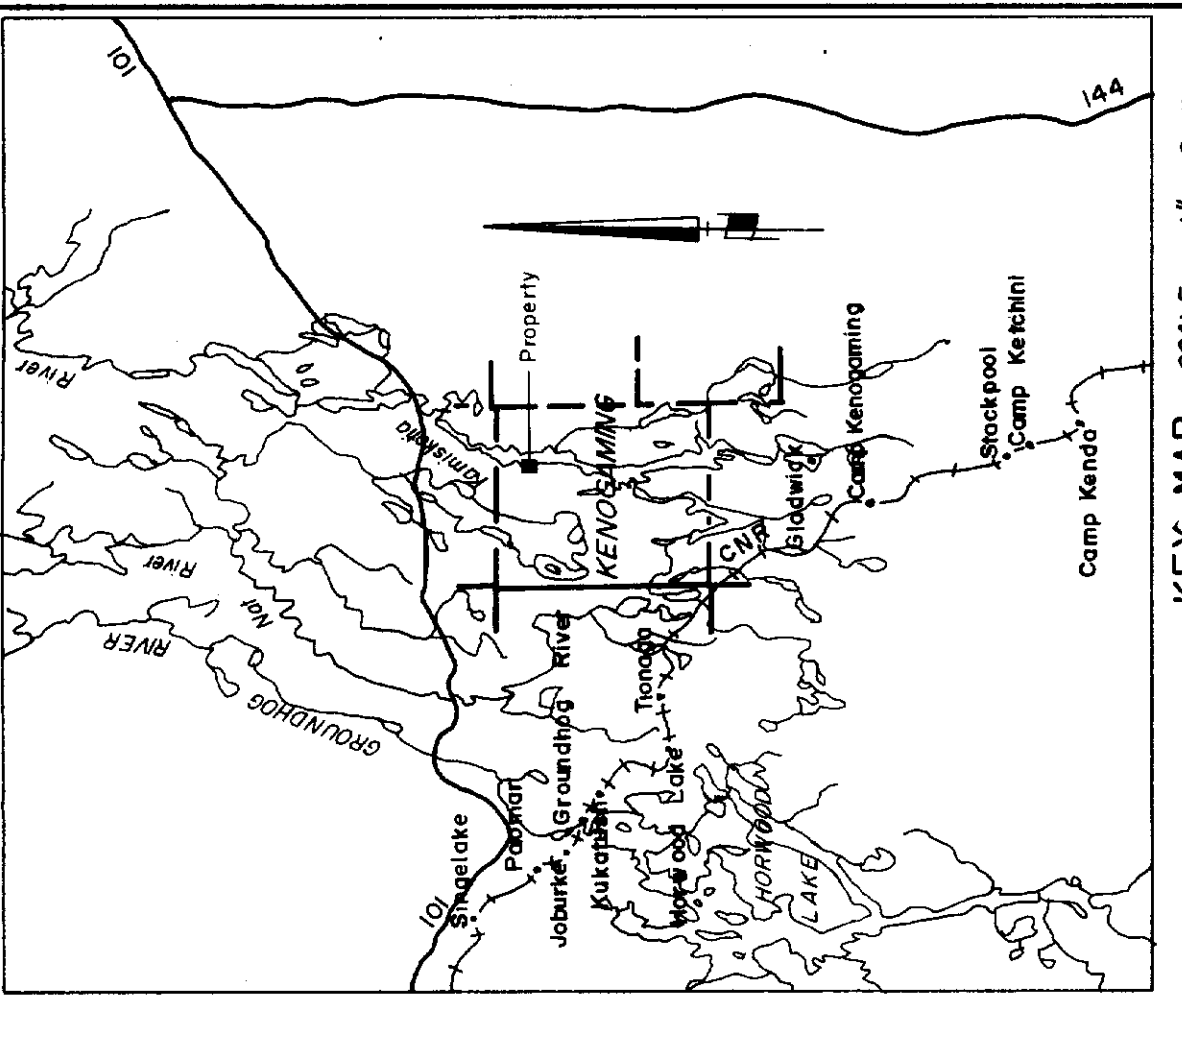 101
144
River
Property
Kamiskotia
KENOGAMING
Camp Kenogaming
Stackpool
Camp Ketchini
Gladwick
CNR
Camp Kenda
River
Nat
RIVER
GROUNDHOG
Groundhog River
Tionaga
Palomar
Singelake
101
Joburke
Kukatush
Horwood Lake
HORWOOD
LAKE
KEY MAP